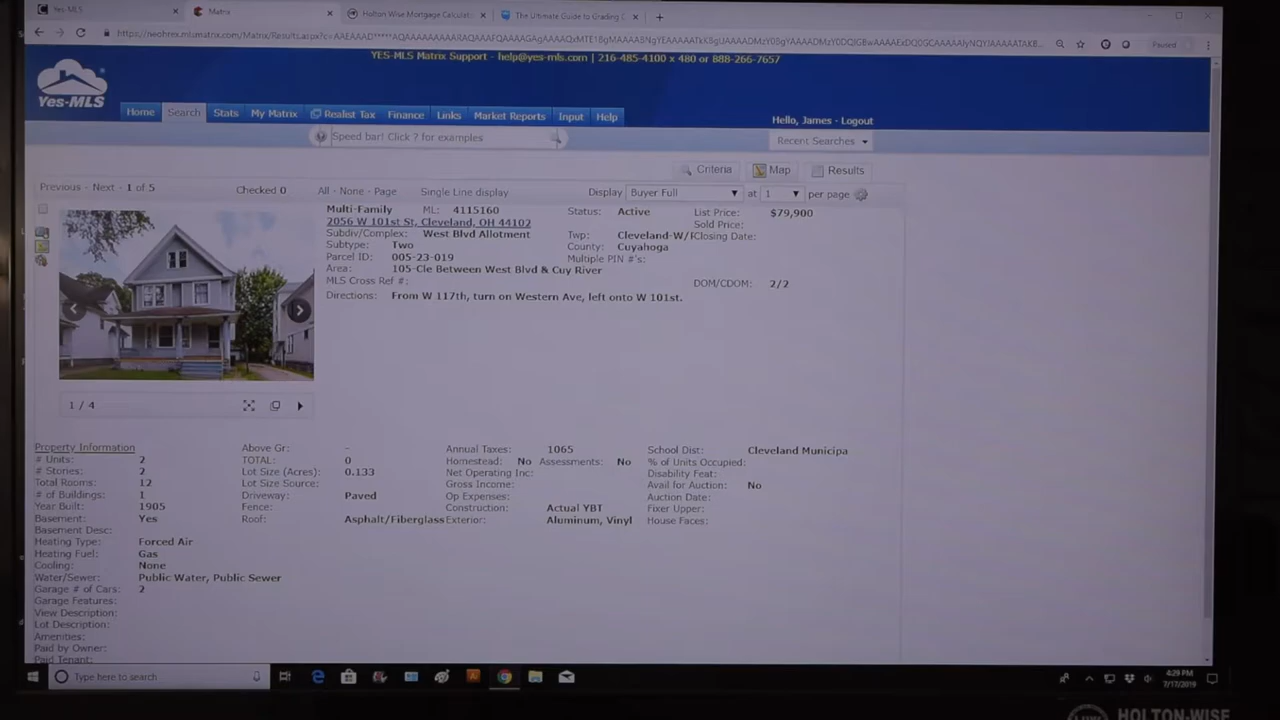 Yes-MLS
Matrix
Holton Wise Mortgage Calculat
The Ultimate Guide to Grading C
Paused
YES-MLS Matrix Support - help@yes-mls.com | 216-485-4100 x 480 or 888-266-7657
Yes-MLS
Home Search Stats My Matrix Realist Tax Finance Links Market Reports Input Help
Hello, James - Logout
Speed bar! Click ? for examples
Recent Searches
Criteria Map Results
Previous · Next · 1 of 5 Checked 0 All · None · Page Single Line display Display Buyer Full at 1 per page
Multi-Family ML: 4115160 Status: Active List Price: $79,900
2056 W 101st St, Cleveland, OH 44102 Sold Price:
Subdiv/Complex: West Blvd Allotment Twp: Cleveland-W/F Closing Date:
Subtype: Two County: Cuyahoga
Parcel ID: 005-23-019 Multiple PIN #'s:
Area: 105-Cle Between West Blvd & Cuy River
MLS Cross Ref #: DOM/CDOM: 2/2
Directions: From W 117th, turn on Western Ave, left onto W 101st.
1 / 4
Property Information Above Gr: - Annual Taxes: 1065 School Dist: Cleveland Municipa
# Units: 2 TOTAL: 0 Homestead: No Assessments: No % of Units Occupied:
# Stories: 2 Lot Size (Acres): 0.133 Net Operating Inc: Disability Feat:
Total Rooms: 12 Lot Size Source: Gross Income: Avail for Auction: No
# of Buildings: 1 Driveway: Paved Op Expenses: Auction Date:
Year Built: 1905 Fence: Construction: Actual YBT Fixer Upper:
Basement: Yes Roof: Asphalt/Fiberglass Exterior: Aluminum, Vinyl House Faces:
Basement Desc:
Heating Type: Forced Air
Heating Fuel: Gas
Cooling: None
Water/Sewer: Public Water, Public Sewer
Garage # of Cars: 2
Garage Features:
View Description:
Lot Description:
Amenities:
Paid by Owner:
Paid Tenant:
Type here to search
4:29 PM
7/17/2019
HOLTON-WISE